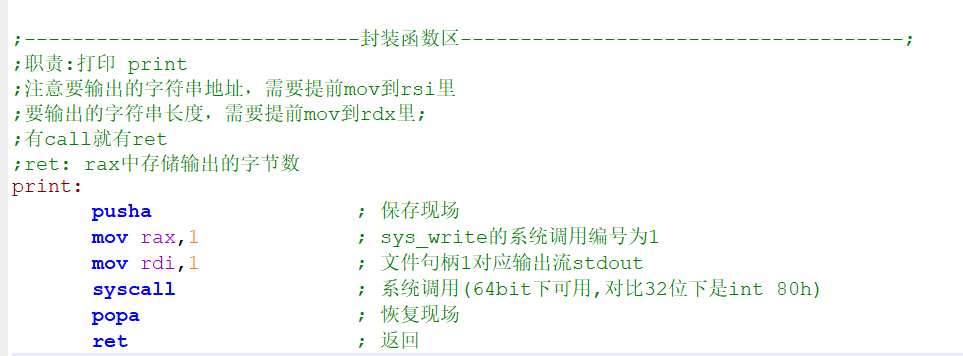 ;----------------------------封装函数区-------------------------------------;
;职责:打印 print
;注意要输出的字符串地址，需要提前mov到rsi里
;要输出的字符串长度，需要提前mov到rdx里;
;有call就有ret
;ret: rax中存储输出的字节数
print:
pusha ; 保存现场
mov rax,1 ; sys_write的系统调用编号为1
mov rdi,1 ; 文件句柄1对应输出流stdout
syscall ; 系统调用(64bit下可用,对比32位下是int 80h)
popa ; 恢复现场
ret ; 返回